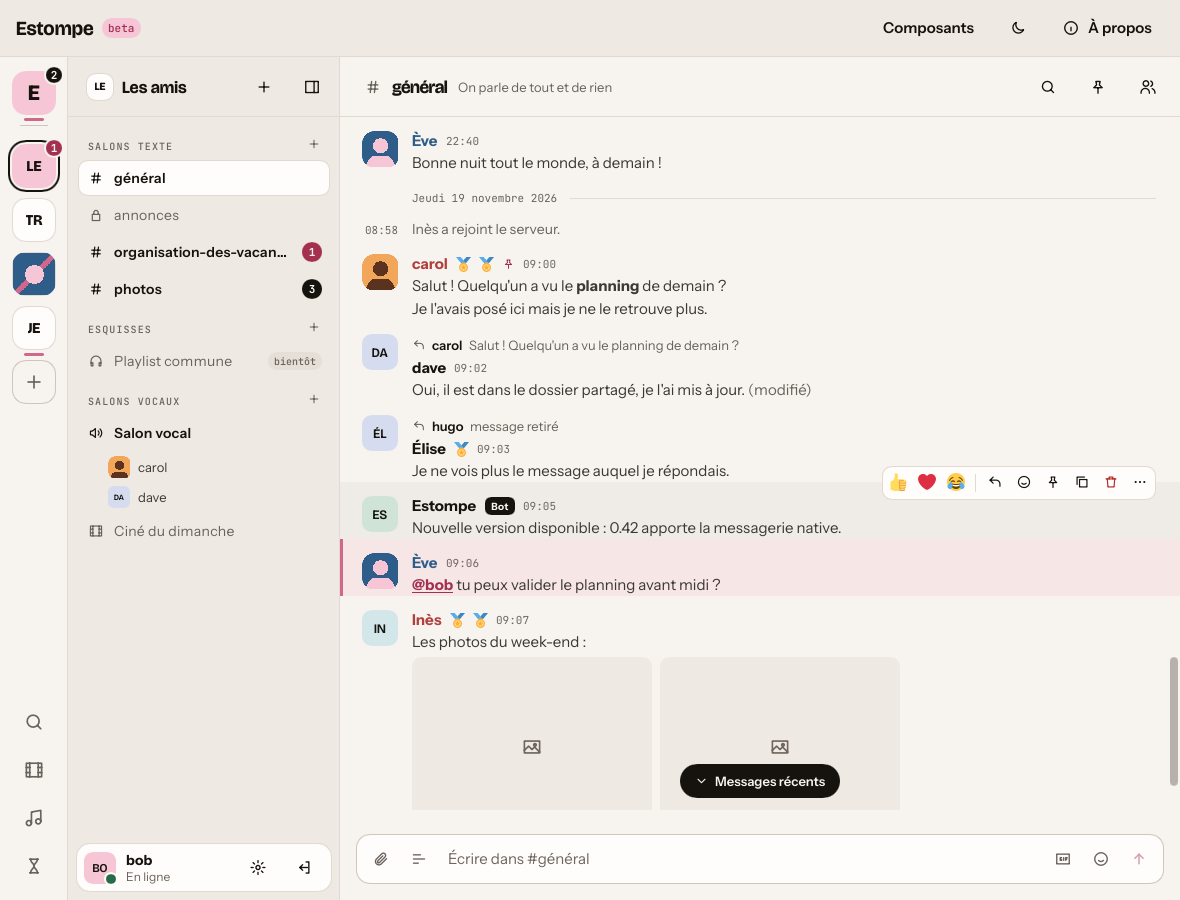 Estompe beta
Composants
À propos
E
2
LE
1
TR
JE
LE Les amis
SALONS TEXTE
général
annonces
organisation-des-vacan... 1
photos 3
ESQUISSES
Playlist commune bientôt
SALONS VOCAUX
Salon vocal
carol
DA dave
Ciné du dimanche
BO bob
En ligne
# général On parle de tout et de rien
Ève 22:40
Bonne nuit tout le monde, à demain !
Jeudi 19 novembre 2026
08:58 Inès a rejoint le serveur.
carol 09:00
Salut ! Quelqu'un a vu le planning de demain ?
Je l'avais posé ici mais je ne le retrouve plus.
carol Salut ! Quelqu'un a vu le planning de demain ?
DA dave 09:02
Oui, il est dans le dossier partagé, je l'ai mis à jour. (modifié)
hugo message retiré
ÉL Élise 09:03
Je ne vois plus le message auquel je répondais.
ES Estompe Bot 09:05
Nouvelle version disponible : 0.42 apporte la messagerie native.
Ève 09:06
@bob tu peux valider le planning avant midi ?
IN Inès 09:07
Les photos du week-end :
Messages récents
Écrire dans #général
GIF